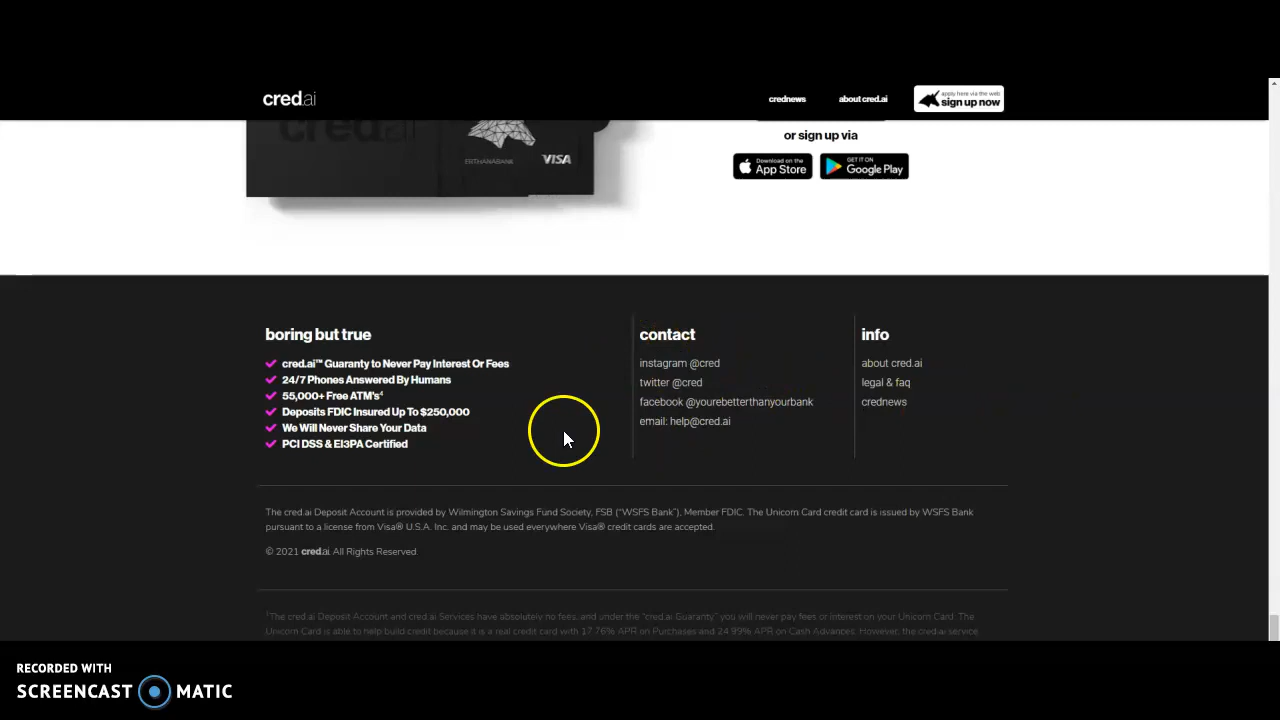 cred.ai
crednews
about cred.ai
apply here via the web
sign up now
cred.ai
VISA
or sign up via
Download on the
App Store
GET IT ON
Google Play
boring but true
cred.ai™ Guaranty to Never Pay Interest Or Fees
24/7 Phones Answered By Humans
55,000+ Free ATM's⁴
Deposits FDIC Insured Up To $250,000
We Will Never Share Your Data
PCI DSS & EI3PA Certified
contact
instagram @cred
twitter @cred
facebook @yourebetterthanyourbank
email: help@cred.ai
info
about cred.ai
legal & faq
crednews
The cred.ai Deposit Account is provided by Wilmington Savings Fund Society, FSB (“WSFS Bank”), Member FDIC. The Unicorn Card credit card is issued by WSFS Bank
pursuant to a license from Visa® U.S.A. Inc. and may be used everywhere Visa® credit cards are accepted.
© 2021 cred.ai All Rights Reserved.
¹The cred.ai Deposit Account and cred.ai Services have absolutely no fees, and under the “cred.ai Guaranty” you will never pay fees or interest on your Unicorn Card. The
Unicorn Card is able to help build credit because it is a real credit card with 17.76% APR on Purchases and 24.99% APR on Cash Advances. However, the cred.ai service
RECORDED WITH
SCREENCAST MATIC